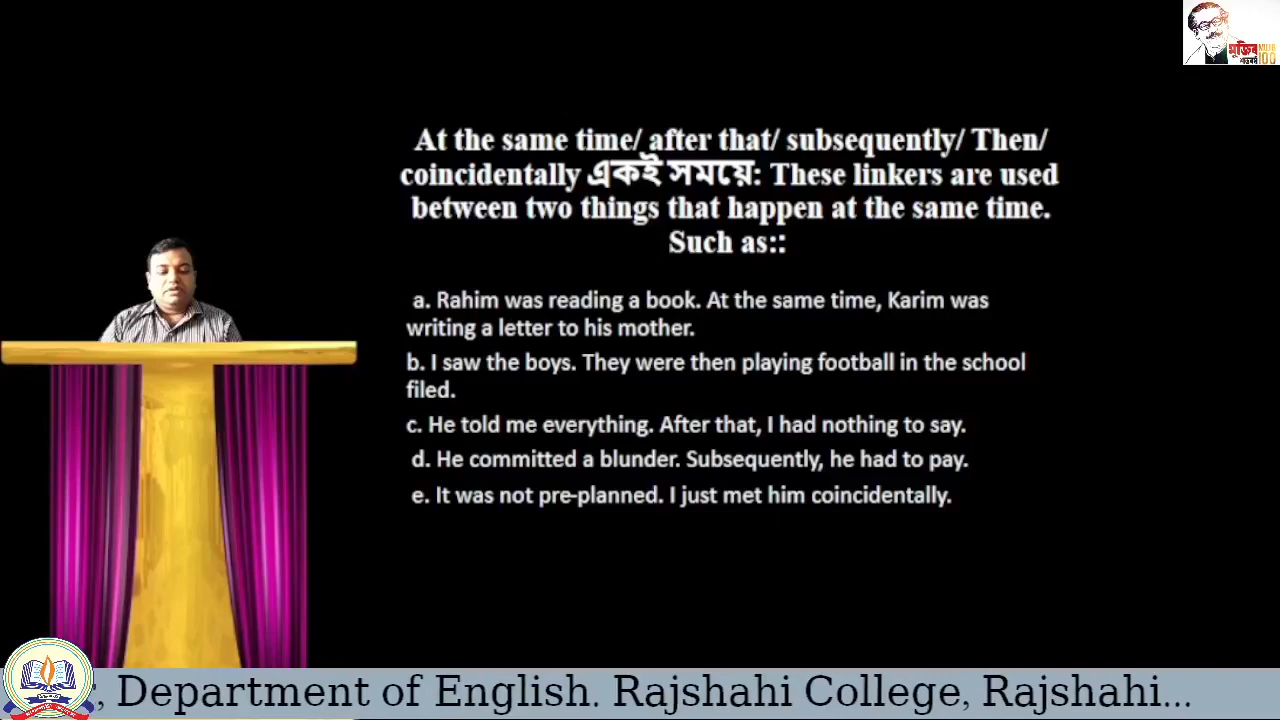 মুজিব MUJIB
শতবর্ষ 100
At the same time/ after that/ subsequently/ Then/
coincidentally একই সময়ে: These linkers are used
between two things that happen at the same time.
Such as::
a. Rahim was reading a book. At the same time, Karim was
writing a letter to his mother.
b. I saw the boys. They were then playing football in the school
filed.
c. He told me everything. After that, I had nothing to say.
d. He committed a blunder. Subsequently, he had to pay.
e. It was not pre-planned. I just met him coincidentally.
, Department of English. Rajshahi College, Rajshahi...